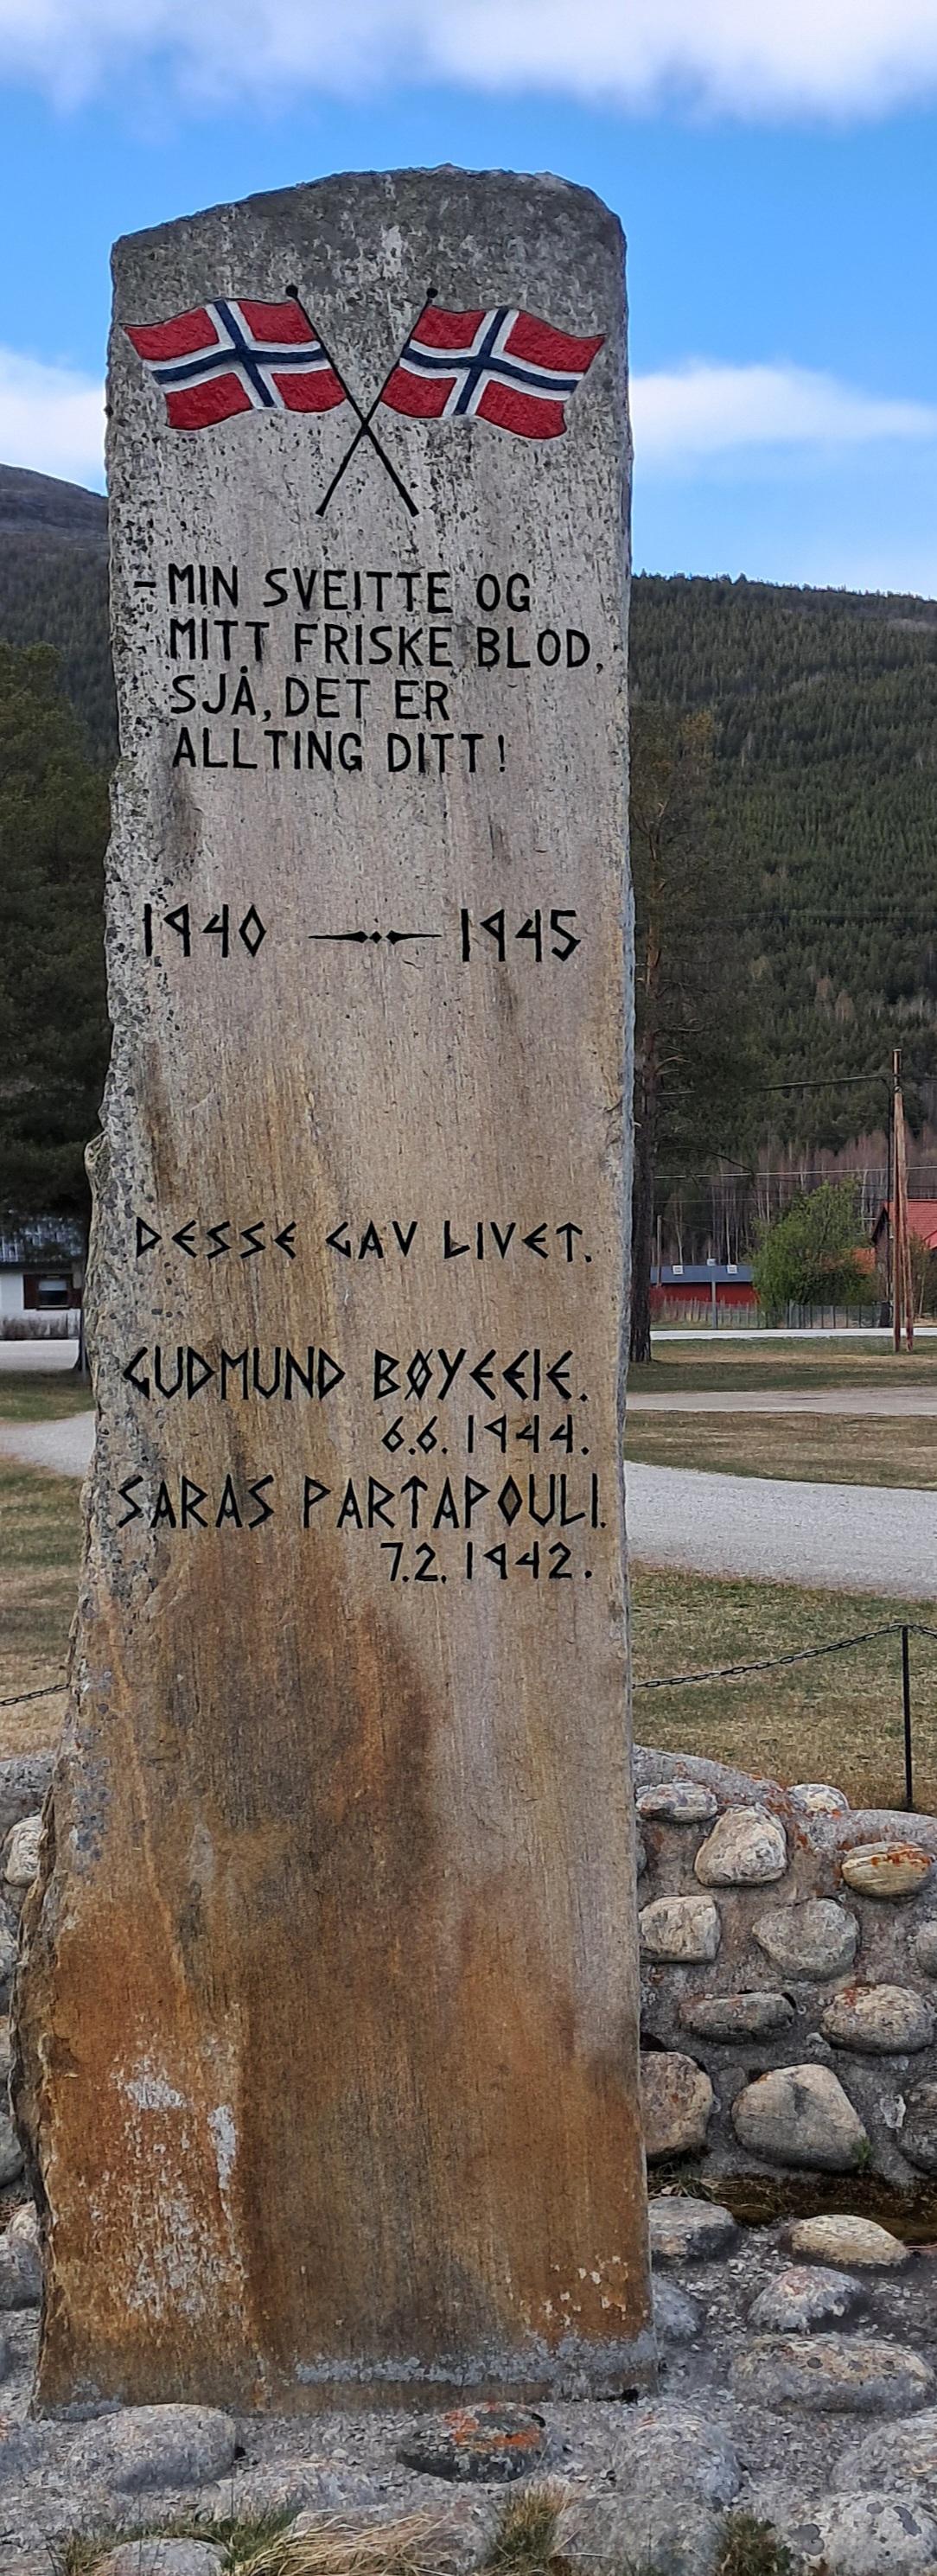 – MIN SVEITTE OG
MITT FRISKE BLOD,
SJÅ, DET ER
ALLTING DITT!
1940 — 1945
DESSE GAV LIVET.
GUDMUND BØYEEIE.
6.6.1944.
SARAS PARTAPOULI.
7.2.1942.